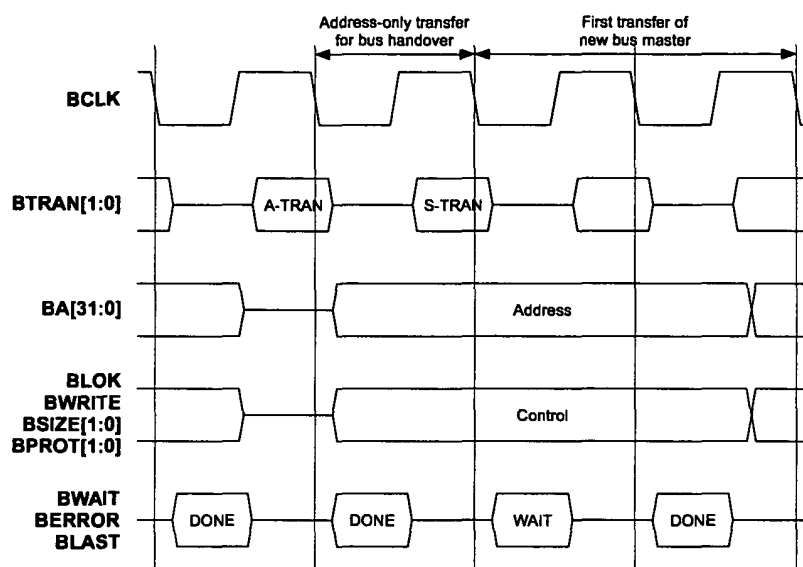 Address-only transfer
for bus handover
First transfer of
new bus master
BCLK
BTRAN[1:0]
A-TRAN
S-TRAN
BA[31:0]
Address
BLOK
BWRITE
BSIZE[1:0]
BPROT[1:0]
Control
BWAIT
BERROR
BLAST
DONE
DONE
WAIT
DONE